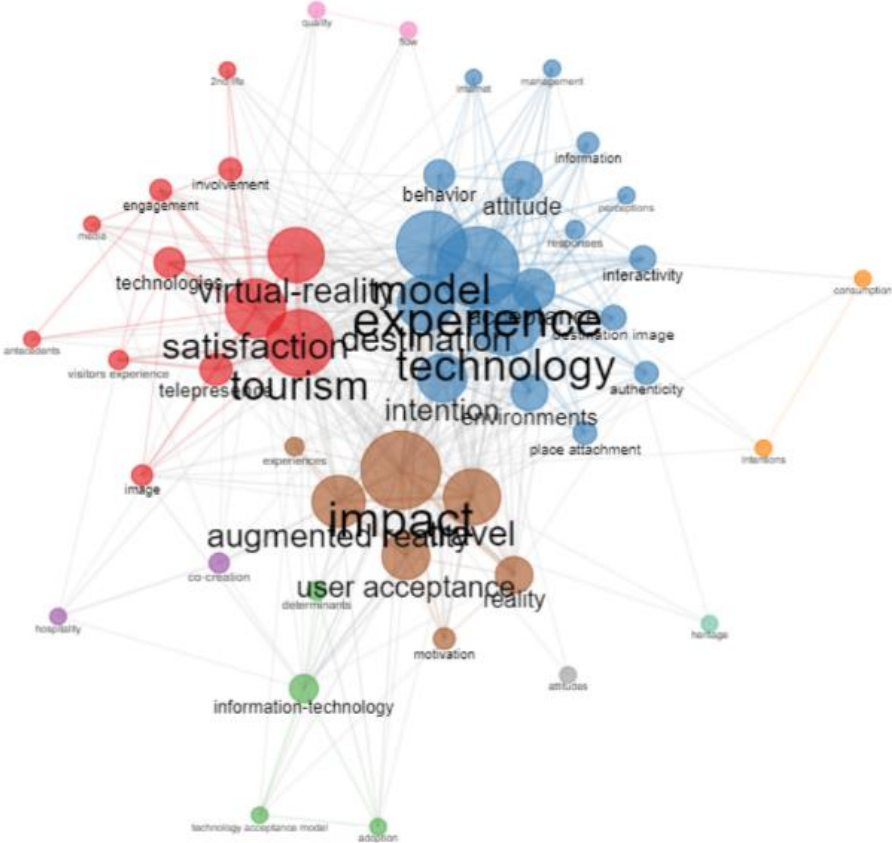 quality
flow
2nd life
internet
management
information
involvement
behavior
engagement
attitude
perceptions
media
responses
technologies
interactivity
virtual-reality
model
consumption
experience
acceptance
destination image
destination
satisfaction
antecedents
technology
visitors experience
telepresence
tourism
authenticity
intention
environments
place attachment
experiences
intentions
image
impact
augmented reality
travel
co-creation
user acceptance
reality
determinants
hospitality
heritage
motivation
attitudes
information-technology
technology acceptance model
adoption